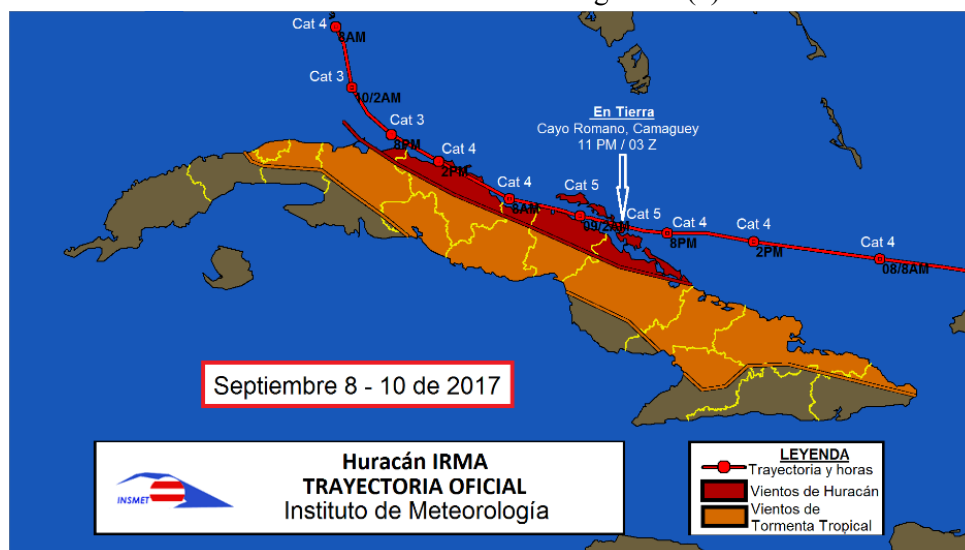 Cat 4
8AM
Cat 3
10/2AM
Cat 3
8PM
Cat 4
2PM
Cat 4
8AM
Cat 5
En Tierra
Cayo Romano, Camaguey
11 PM / 03 Z
Cat 5
Cat 4
8PM
Cat 4
2PM
Cat 4
08/8AM
Septiembre 8 - 10 de 2017
INSMET
Huracán IRMA
TRAYECTORIA OFICIAL
Instituto de Meteorología
LEYENDA
Trayectoria y horas
Vientos de Huracán
Vientos de
Tormenta Tropical